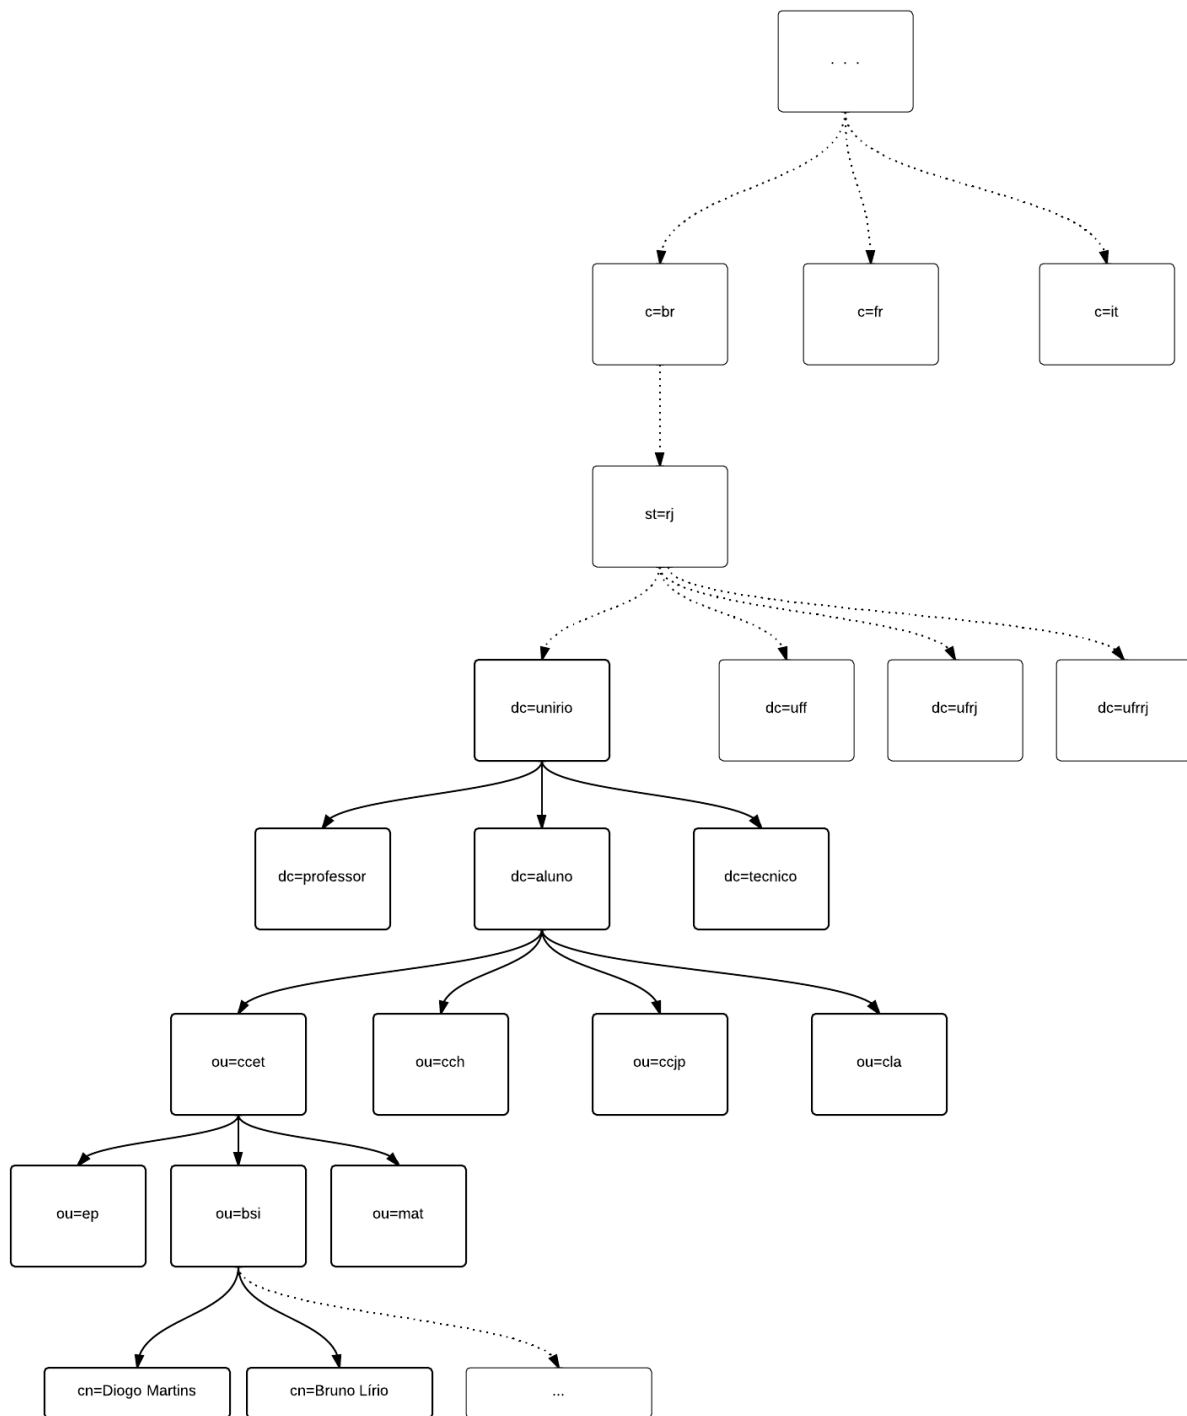 . . .
c=br
c=fr
c=it
st=rj
dc=unirio
dc=uff
dc=ufrj
dc=ufrrj
dc=professor
dc=aluno
dc=tecnico
ou=ccet
ou=cch
ou=ccjp
ou=cla
ou=ep
ou=bsi
ou=mat
cn=Diogo Martins
cn=Bruno Lírio
...